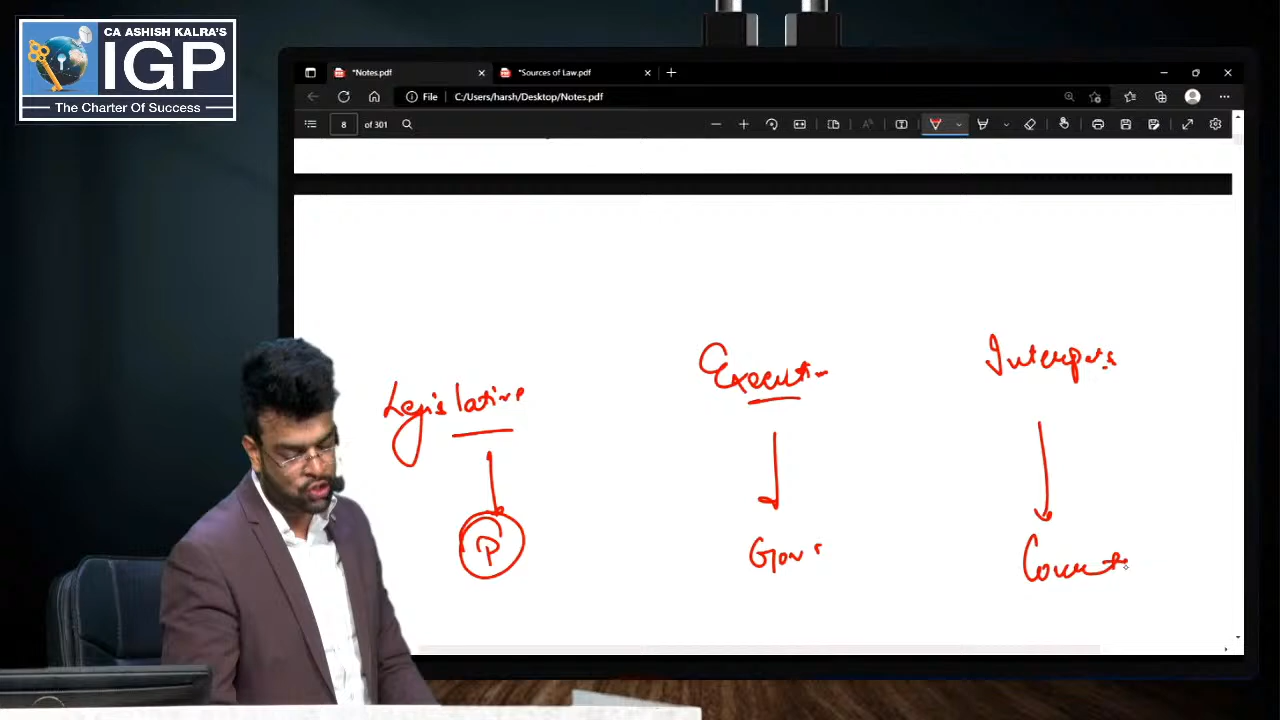 CA ASHISH KALRA'S
IGP
The Charter Of Success
*Notes.pdf
*Sources of Law.pdf
File
C:/Users/harsh/Desktop/Notes.pdf
8
of 301
Legislative
Executive
P
Govt
Courts